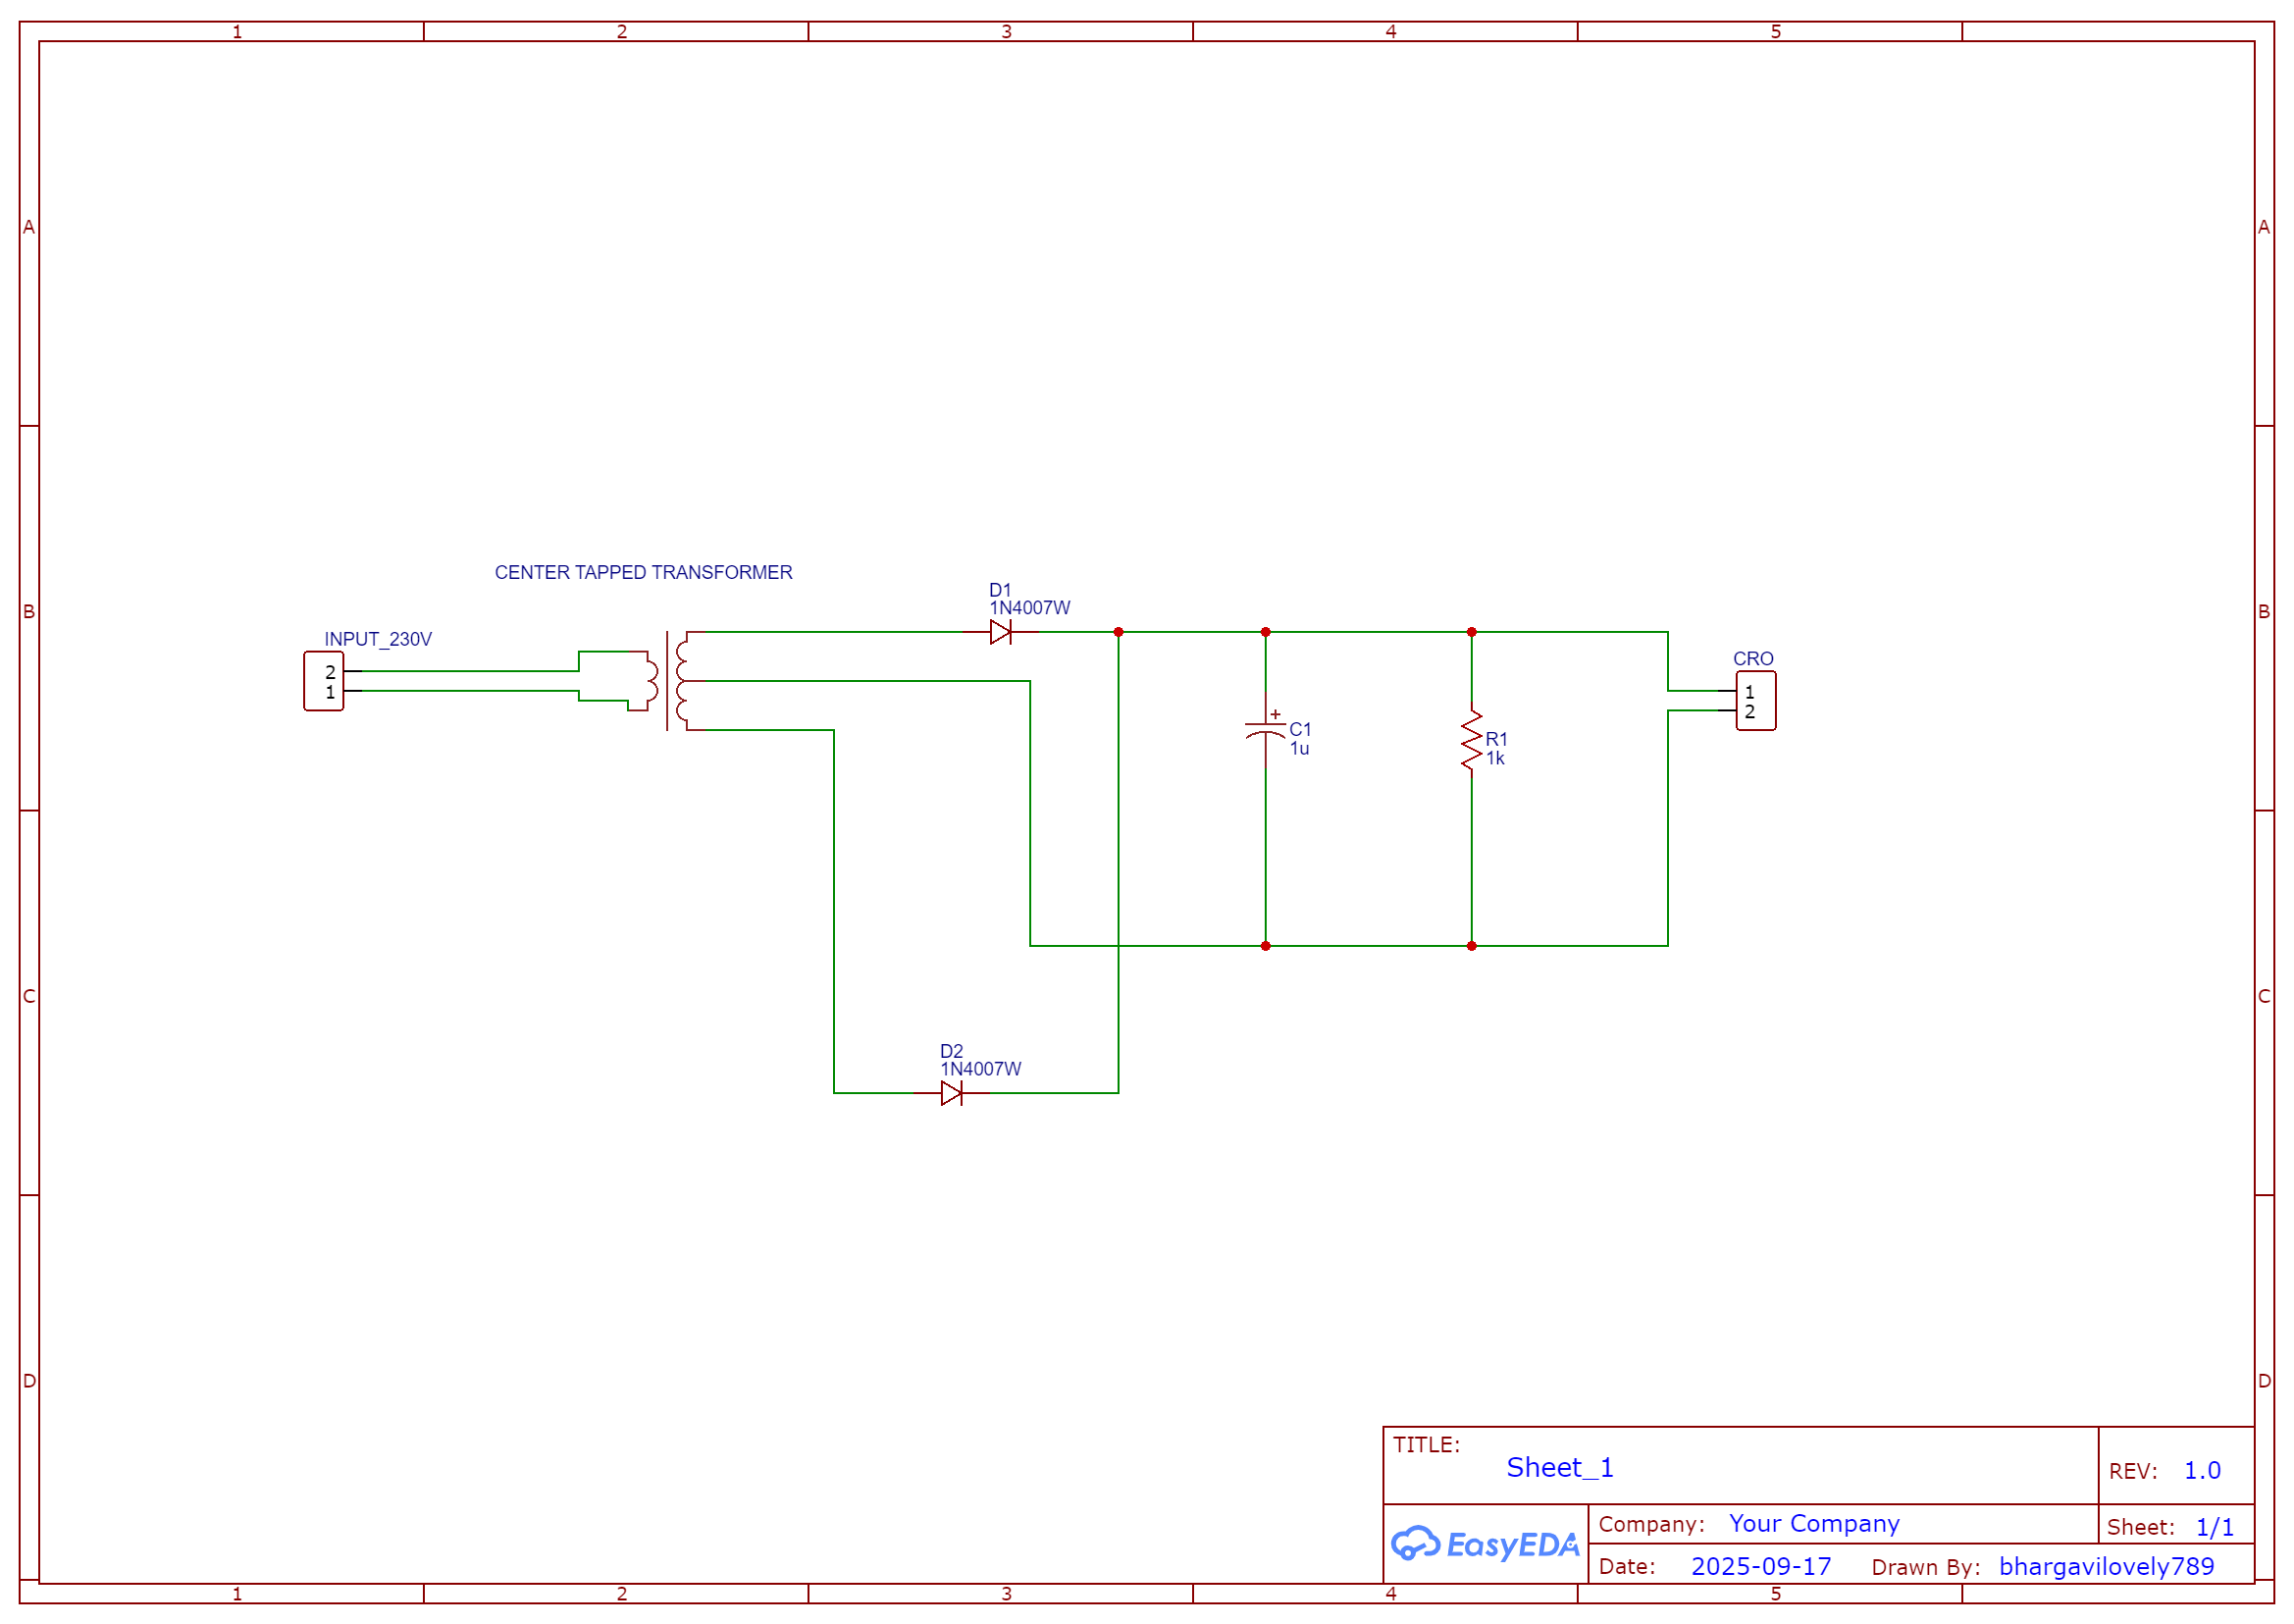 1 2 3 4 5
A A
CENTER TAPPED TRANSFORMER
D1
1N4007W
B B
INPUT_230V
2
1
CRO
1
2
+
C1
1u
R1
1k
C C
D2
1N4007W
D D
TITLE:
Sheet_1
REV: 1.0
EasyEDA
Company: Your Company
Sheet: 1/1
Date: 2025-09-17 Drawn By: bhargavilovely789
1 2 3 4 5